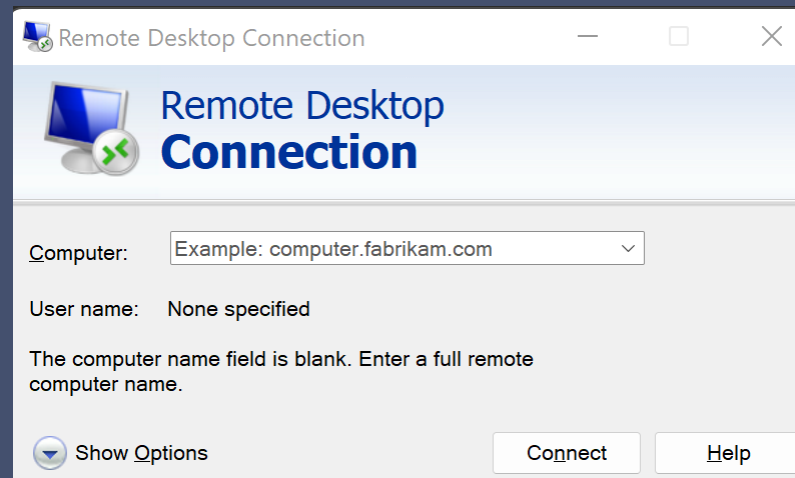 Remote Desktop Connection
Remote Desktop
Connection
Computer: Example: computer.fabrikam.com
User name: None specified
The computer name field is blank. Enter a full remote
computer name.
Show Options Connect Help